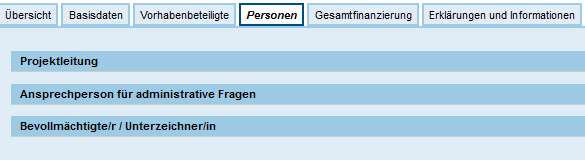 Übersicht Basisdaten Vorhabenbeteiligte Personen Gesamtfinanzierung Erklärungen und Informationen
Projektleitung
Ansprechperson für administrative Fragen
Bevollmächtigte/r / Unterzeichner/in